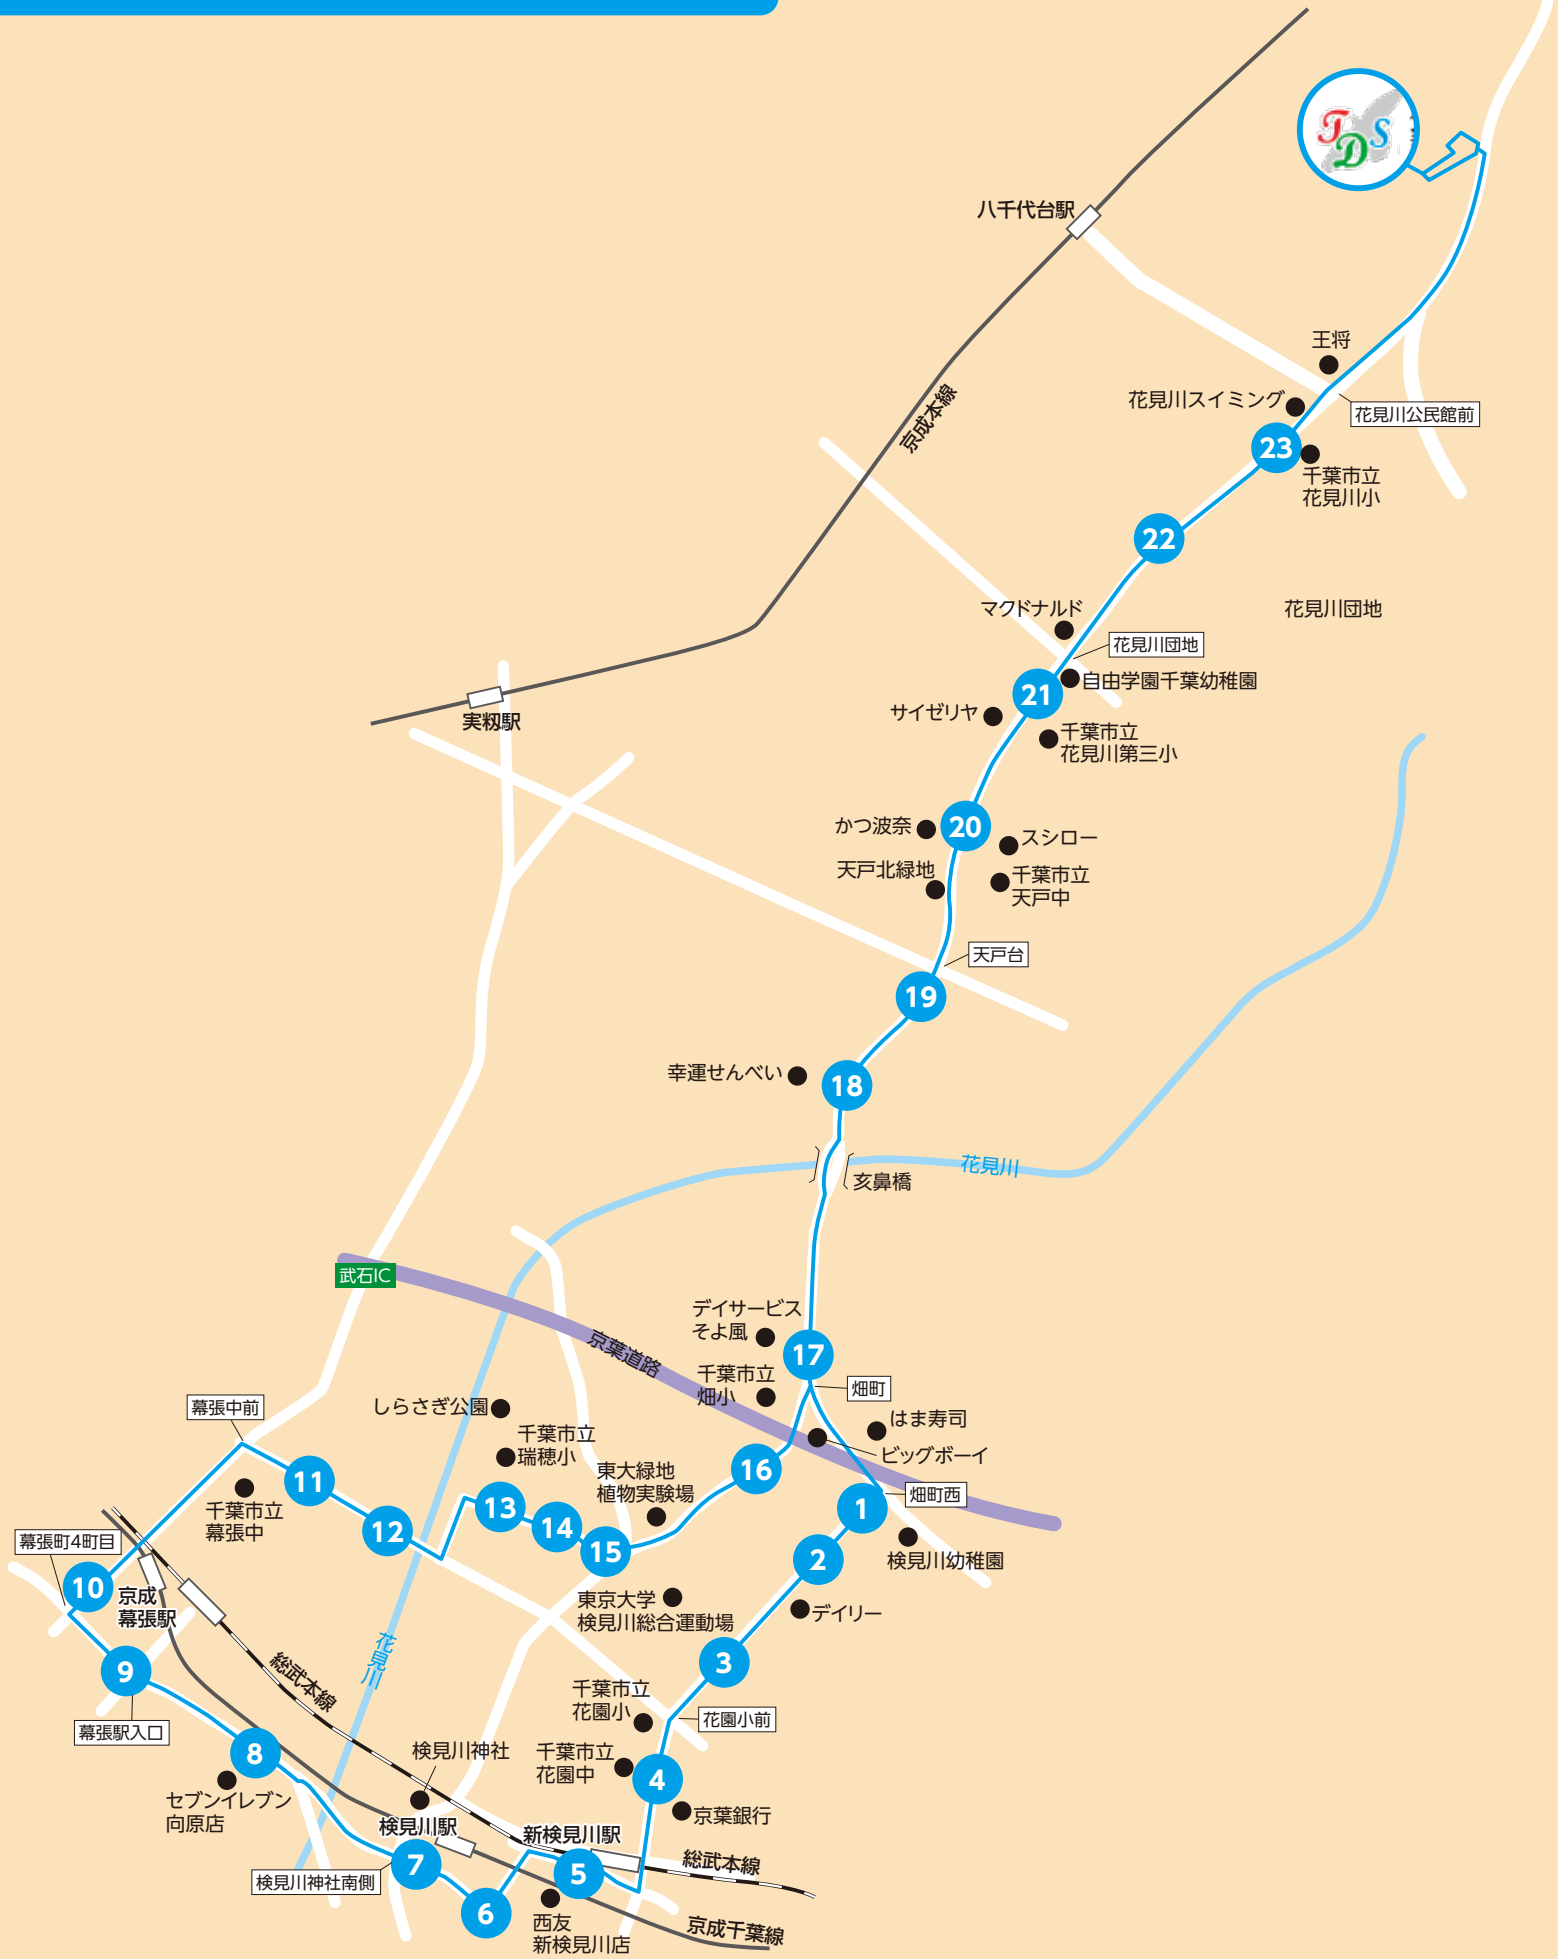 TDS
八千代台駅
王将
花見川スイミング
花見川公民館前
京成本線
23
千葉市立
花見川小
22
マクドナルド
花見川団地
花見川団地
21
自由学園千葉幼稚園
サイゼリヤ
実籾駅
千葉市立
花見川第三小
かつ波奈
20
スシロー
天戸北緑地
千葉市立
天戸中
天戸台
19
幸運せんべい
18
花見川
亥鼻橋
武石IC
京葉道路
デイサービス
そよ風
17
千葉市立
畑小
畑町
しらさぎ公園
幕張中前
はま寿司
千葉市立
瑞穂小
ビッグボーイ
東大緑地
植物実験場
16
11
千葉市立
幕張中
畑町西
13
1
12
14
幕張町4町目
15
2
検見川幼稚園
10
京成
幕張駅
東京大学
検見川総合運動場
デイリー
花見川
9
総武本線
3
千葉市立
花園小
花園小前
幕張駅入口
8
検見川神社
千葉市立
花園中
4
セブンイレブン
向原店
京葉銀行
検見川駅
新検見川駅
7
総武本線
検見川神社南側
5
6
西友
新検見川店
京成千葉線